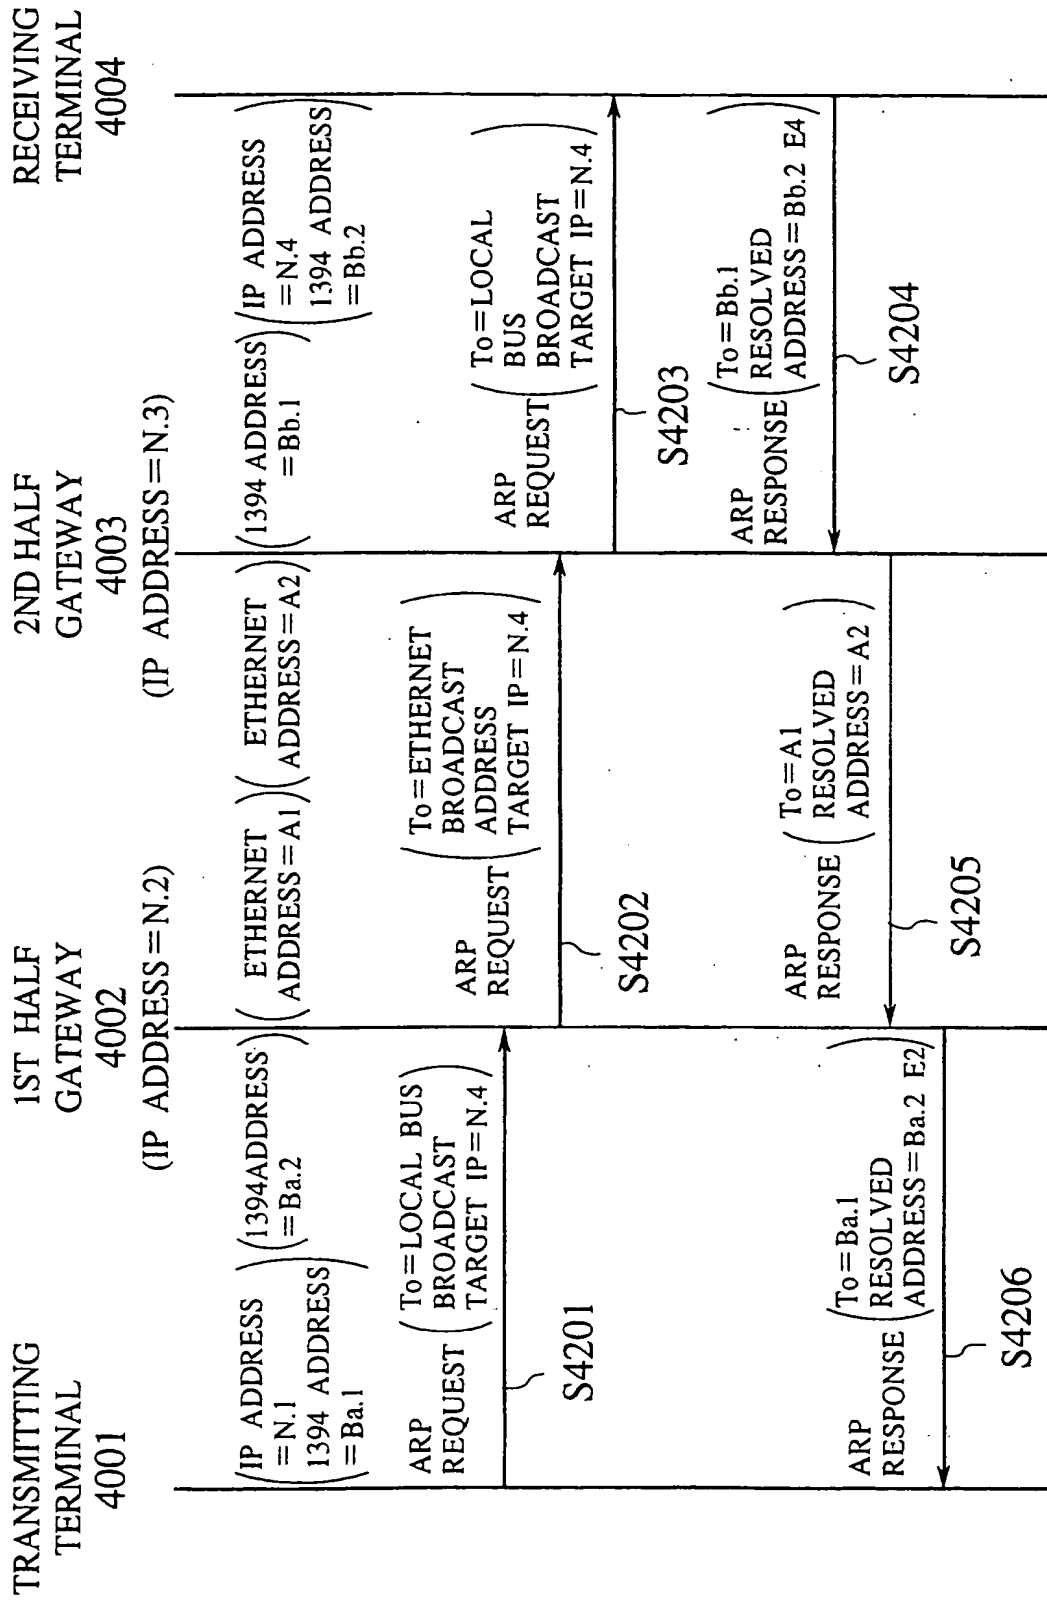 TRANSMITTING
TERMINAL
4001
1ST HALF
GATEWAY
4002
(IP ADDRESS=N.2)
2ND HALF
GATEWAY
4003
(IP ADDRESS=N.3)
RECEIVING
TERMINAL
4004
(IP ADDRESS
=N.1
1394 ADDRESS
=Ba.1)
(1394ADDRESS
=Ba.2)
(ETHERNET
ADDRESS=A1)
(ETHERNET
ADDRESS=A2)
(1394 ADDRESS
=Bb.1)
(IP ADDRESS
=N.4
1394 ADDRESS
=Bb.2)
ARP
REQUEST
(To=LOCAL BUS
BROADCAST
TARGET IP=N.4)
S4201
ARP
REQUEST
(To=ETHERNET
BROADCAST
ADDRESS
TARGET IP=N.4)
S4202
ARP
REQUEST
(To=LOCAL
BUS
BROADCAST
TARGET IP=N.4)
S4203
ARP
RESPONSE
(To=Bb.1
RESOLVED
ADDRESS=Bb.2 E4)
S4204
ARP
RESPONSE
(To=A1
RESOLVED
ADDRESS=A2)
S4205
ARP
RESPONSE
(To=Ba.1
RESOLVED
ADDRESS=Ba.2 E2)
S4206